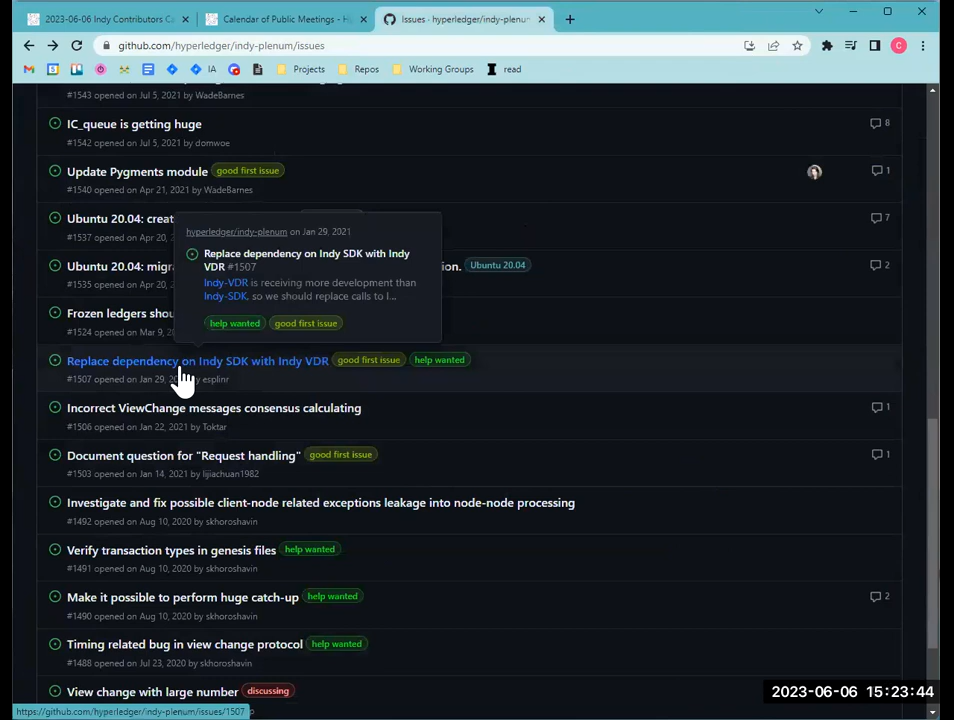 2023-06-06 Indy Contributors Ca
Calendar of Public Meetings - Hy
Issues · hyperledger/indy-plenum
github.com/hyperledger/indy-plenum/issues
C
IA
Projects
Repos
Working Groups
read
#1543 opened on Jul 5, 2021 by WadeBarnes
IC_queue is getting huge
8
#1542 opened on Jul 5, 2021 by domwoe
Update Pygments module good first issue
1
#1540 opened on Apr 21, 2021 by WadeBarnes
Ubuntu 20.04: creat
7
#1537 opened on Apr 20,
hyperledger/indy-plenum on Jan 29, 2021
Replace dependency on Indy SDK with Indy
VDR #1507
Indy-VDR is receiving more development than
Indy-SDK, so we should replace calls to I...
help wanted good first issue
Ubuntu 20.04: migra ion. Ubuntu 20.04
2
#1535 opened on Apr 20,
Frozen ledgers shou
#1524 opened on Mar 9, 2
Replace dependency on Indy SDK with Indy VDR good first issue help wanted
#1507 opened on Jan 29, by esplinr
Incorrect ViewChange messages consensus calculating
1
#1506 opened on Jan 22, 2021 by Toktar
Document question for "Request handling" good first issue
1
#1503 opened on Jan 14, 2021 by lijiachuan1982
Investigate and fix possible client-node related exceptions leakage into node-node processing
#1492 opened on Aug 10, 2020 by skhoroshavin
Verify transaction types in genesis files help wanted
#1491 opened on Aug 10, 2020 by skhoroshavin
Make it possible to perform huge catch-up help wanted
2
#1490 opened on Aug 10, 2020 by skhoroshavin
Timing related bug in view change protocol help wanted
#1488 opened on Jul 23, 2020 by skhoroshavin
View change with large number discussing
2023-06-06 15:23:44
https://github.com/hyperledger/indy-plenum/issues/1507